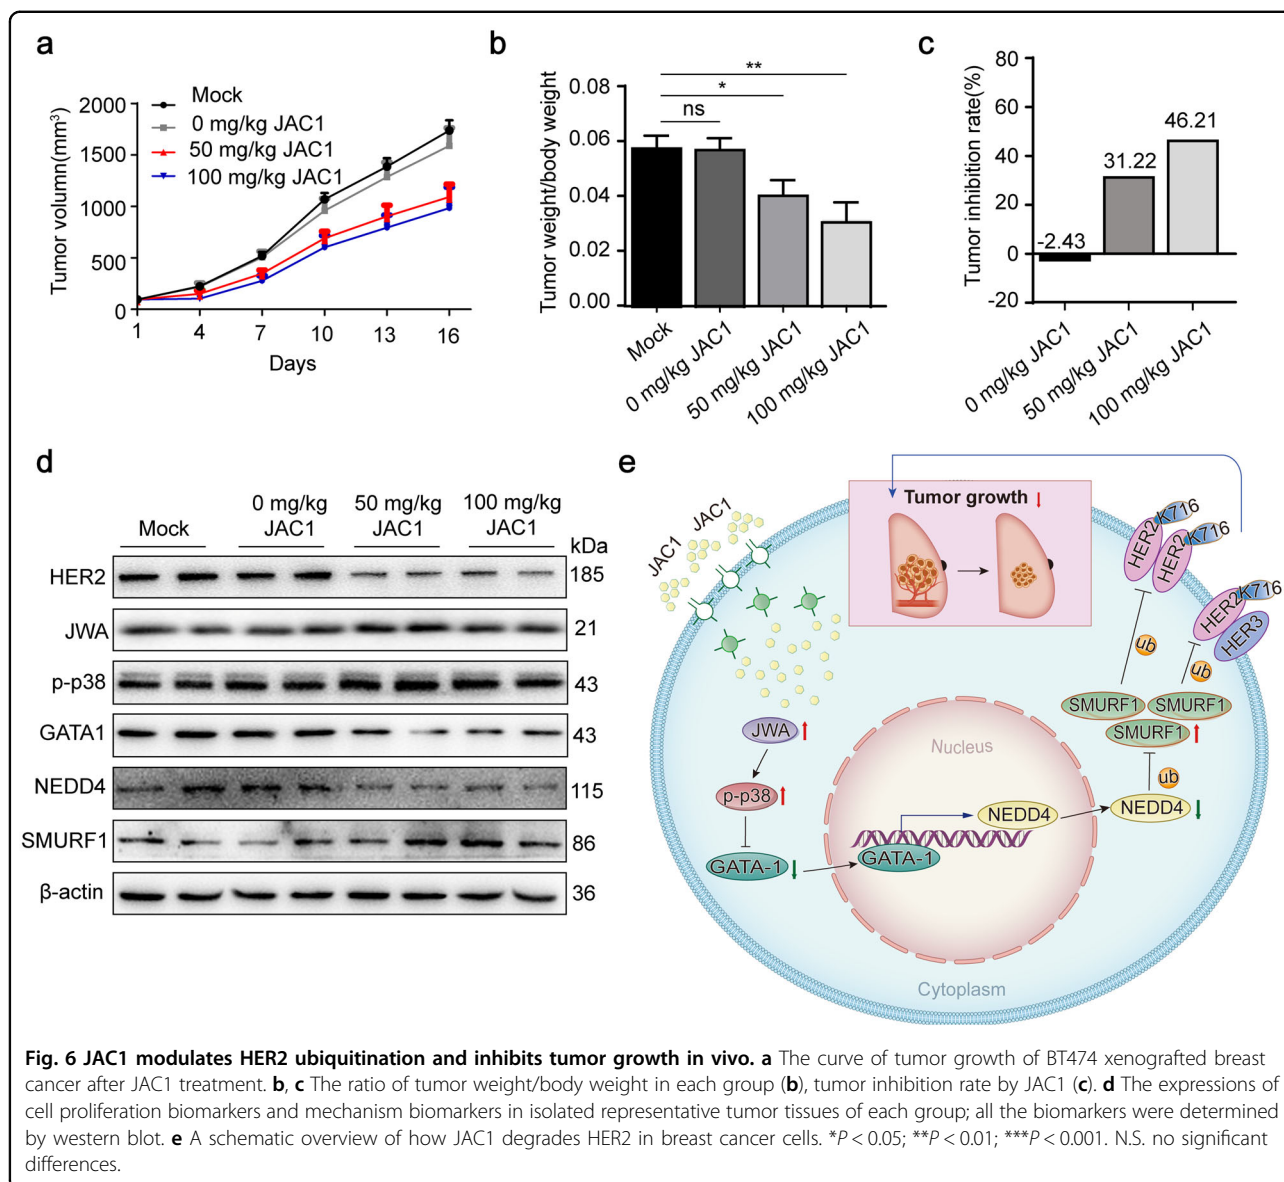 a
Tumor volumn(mm³)
2000
1500
1000
500
0
1 4 7 10 13 16
Days
Mock
0 mg/kg JAC1
50 mg/kg JAC1
100 mg/kg JAC1
b
Tumor weight/body weight
0.08
0.06
0.04
0.02
0.00
**
*
ns
Mock
0 mg/kg JAC1
50 mg/kg JAC1
100 mg/kg JAC1
c
Tumor inhibition rate(%)
80
60
40
20
0
-20
-2.43
31.22
46.21
0 mg/kg JAC1
50 mg/kg JAC1
100 mg/kg JAC1
d
Mock
0 mg/kg
JAC1
50 mg/kg
JAC1
100 mg/kg
JAC1
kDa
HER2 185
JWA 21
p-p38 43
GATA1 43
NEDD4 115
SMURF1 86
β-actin 36
e
JAC1
JAC1
Tumor growth
HER2 K716
HER2 K716
HER2 K716
HER3
ub
ub
SMURF1 SMURF1
SMURF1
ub
NEDD4
JWA
p-p38
GATA-1
Nucleus
NEDD4
GATA-1
Cytoplasm
Fig. 6 JAC1 modulates HER2 ubiquitination and inhibits tumor growth in vivo. a The curve of tumor growth of BT474 xenografted breast
cancer after JAC1 treatment. b, c The ratio of tumor weight/body weight in each group (b), tumor inhibition rate by JAC1 (c). d The expressions of
cell proliferation biomarkers and mechanism biomarkers in isolated representative tumor tissues of each group; all the biomarkers were determined
by western blot. e A schematic overview of how JAC1 degrades HER2 in breast cancer cells. *P < 0.05; **P < 0.01; ***P < 0.001. N.S. no significant
differences.